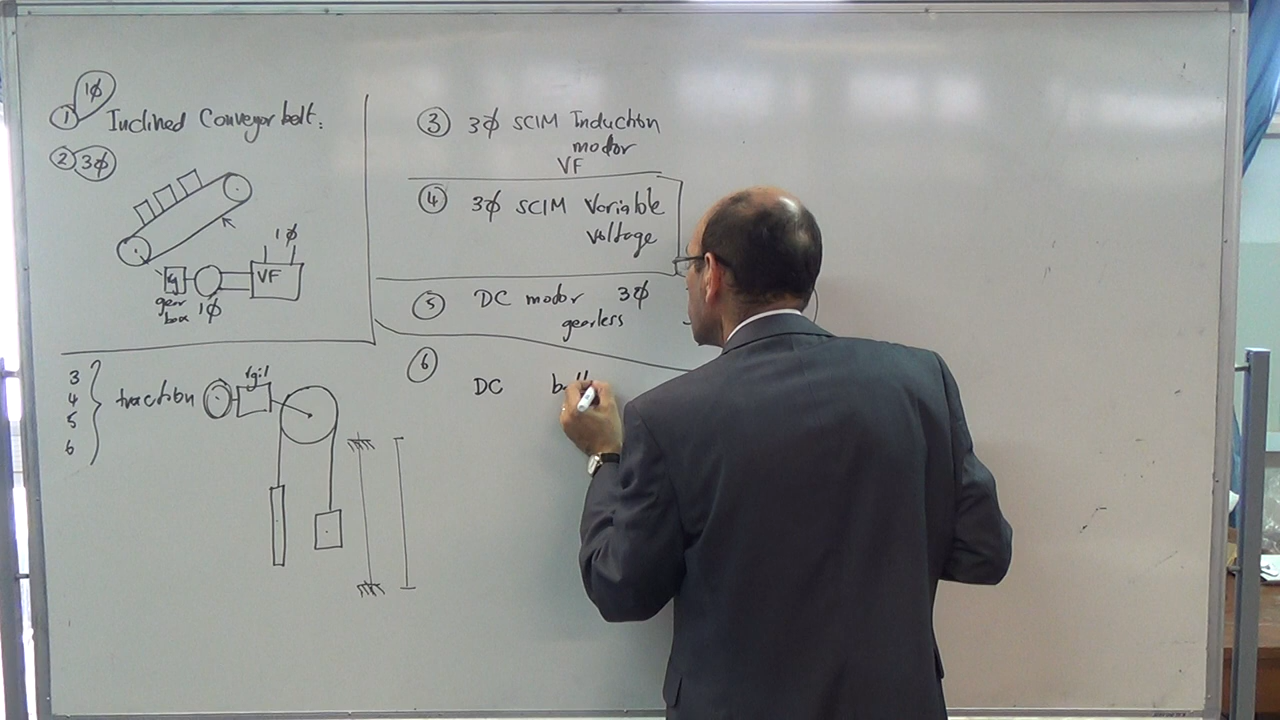 ① 1ϕ Inclined Conveyor belt:
② 3ϕ
1ϕ
VF
gear
box 1ϕ
③ 3ϕ SCIM Induction
motor
VF
④ 3ϕ SCIM Variable
voltage
⑤ DC motor 3ϕ
gearless
⑥
DC
3
4 traction
5
6